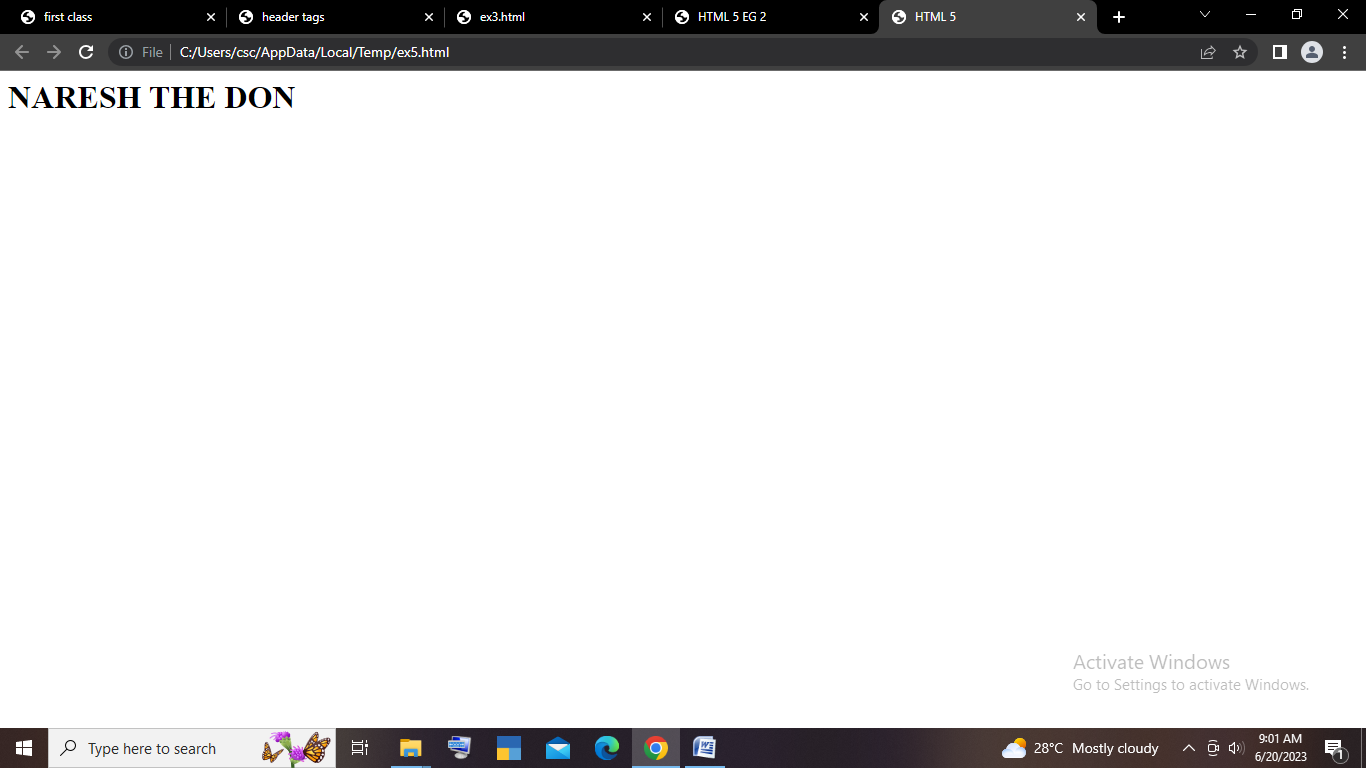 first class
header tags
ex3.html
HTML 5 EG 2
HTML 5
File
C:/Users/csc/AppData/Local/Temp/ex5.html
NARESH THE DON
Activate Windows
Go to Settings to activate Windows.
Type here to search
28°C Mostly cloudy
9:01 AM
6/20/2023
1